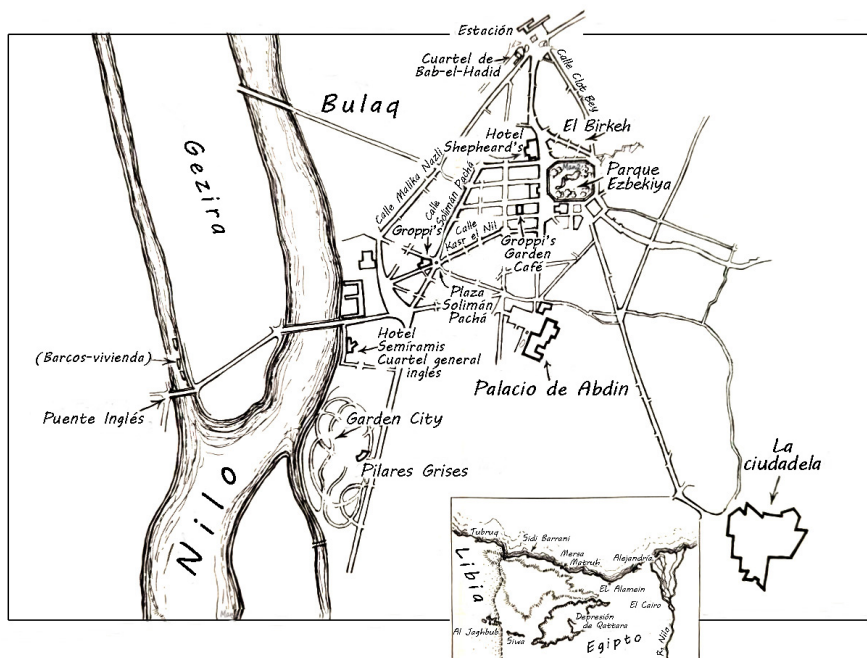 Estación
Cuartel de
Bab-el-Hadid
Calle Clot Bey
Bulaq
Hotel
Shepheard's
El Birkeh
Parque
Ezbekiya
Gezira
Calle Malika Nazli
Calle
Solimán Pachá
Groppi's
Calle
Kasr el Nil
Groppi's
Garden
Café
Plaza
Solimán
Pachá
(Barcos-vivienda)
Hotel
Semiramis
Cuartel general
inglés
Palacio de Abdin
Puente Inglés
Garden City
Pilares Grises
La
ciudadela
Nilo
Tubruq
Sidi Barrani
Mersa
Matruh
Alejandría
Libia
El Alamein
El Cairo
Depresión
de Qattara
Al Jaghbub
Siwa
Egipto
Nilo